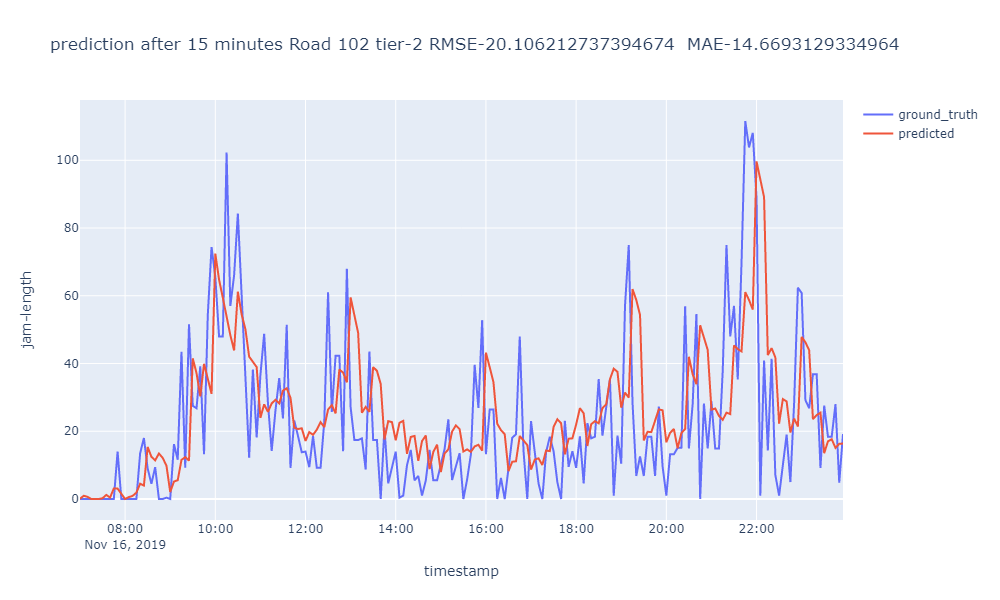 prediction after 15 minutes Road 102 tier-2 RMSE-20.106212737394674  MAE-14.6693129334964
ground_truth
predicted
jam-length
100
80
60
40
20
0
08:00 10:00 12:00 14:00 16:00 18:00 20:00 22:00
Nov 16, 2019
timestamp